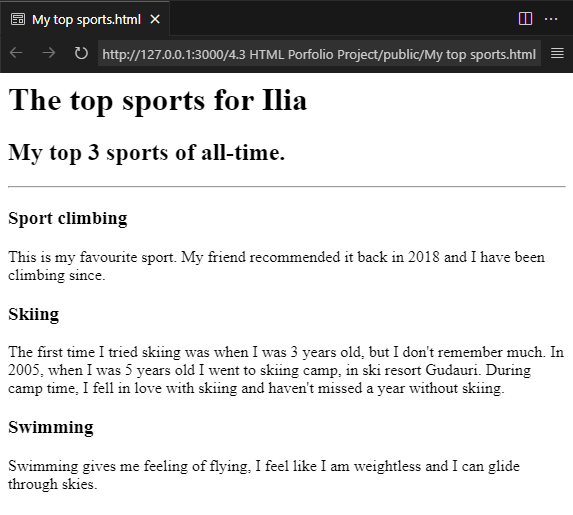 My top sports.html
http://127.0.0.1:3000/4.3 HTML Porfolio Project/public/My top sports.html
The top sports for Ilia
My top 3 sports of all-time.
Sport climbing
This is my favourite sport. My friend recommended it back in 2018 and I have been
climbing since.
Skiing
The first time I tried skiing was when I was 3 years old, but I don't remember much. In
2005, when I was 5 years old I went to skiing camp, in ski resort Gudauri. During
camp time, I fell in love with skiing and haven't missed a year without skiing.
Swimming
Swimming gives me feeling of flying, I feel like I am weightless and I can glide
through skies.